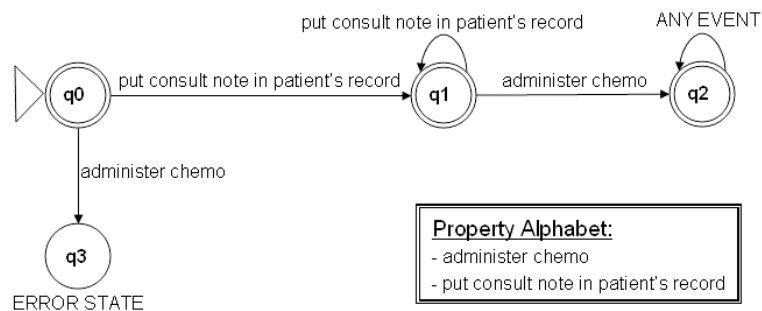 put consult note in patient's record
ANY EVENT
q0
put consult note in patient's record
q1
administer chemo
q2
administer chemo
q3
ERROR STATE
Property Alphabet:
- administer chemo
- put consult note in patient's record